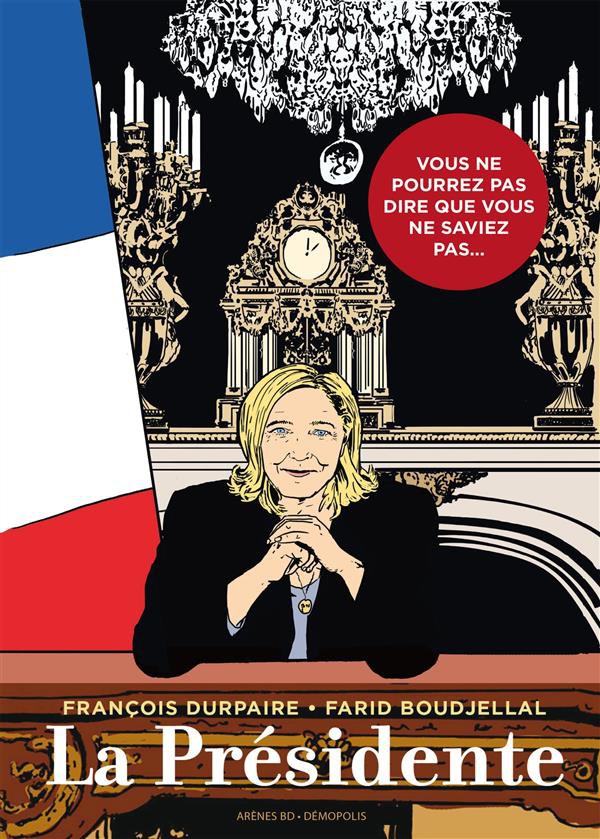 VOUS NE
POURREZ PAS
DIRE QUE VOUS
NE SAVIEZ
PAS...
FRANÇOIS DURPAIRE • FARID BOUDJELLAL
La Présidente
ARÈNES BD • DÉMOPOLIS